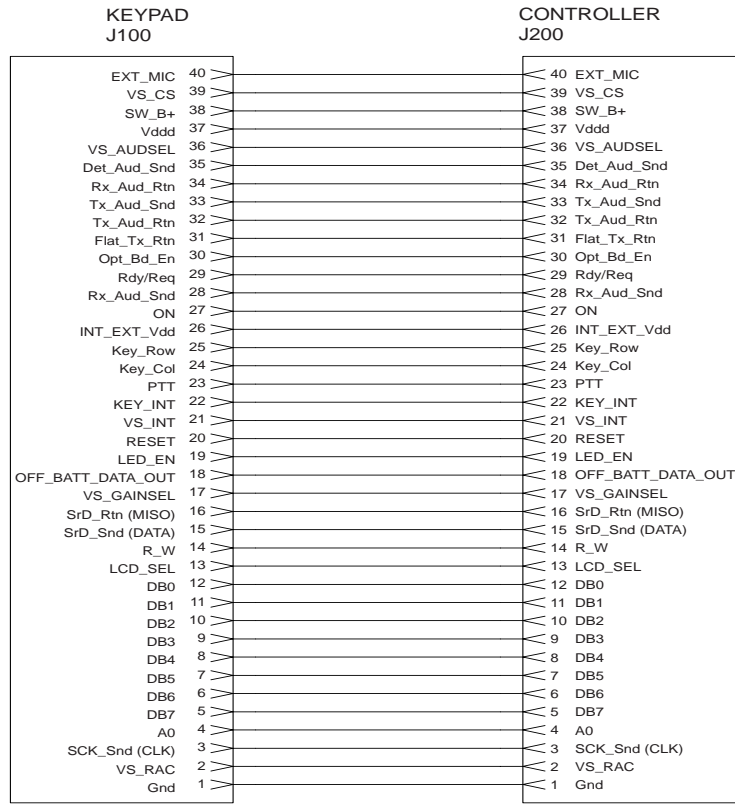 KEYPAD CONTROLLER
J100 J200
EXT_MIC 40 40 EXT_MIC
VS_CS 39 39 VS_CS
SW_B+ 38 38 SW_B+
Vddd 37 37 Vddd
VS_AUDSEL 36 36 VS_AUDSEL
Det_Aud_Snd 35 35 Det_Aud_Snd
Rx_Aud_Rtn 34 34 Rx_Aud_Rtn
Tx_Aud_Snd 33 33 Tx_Aud_Snd
Tx_Aud_Rtn 32 32 Tx_Aud_Rtn
Flat_Tx_Rtn 31 31 Flat_Tx_Rtn
Opt_Bd_En 30 30 Opt_Bd_En
Rdy/Req 29 29 Rdy/Req
Rx_Aud_Snd 28 28 Rx_Aud_Snd
ON 27 27 ON
INT_EXT_Vdd 26 26 INT_EXT_Vdd
Key_Row 25 25 Key_Row
Key_Col 24 24 Key_Col
PTT 23 23 PTT
KEY_INT 22 22 KEY_INT
VS_INT 21 21 VS_INT
RESET 20 20 RESET
LED_EN 19 19 LED_EN
OFF_BATT_DATA_OUT 18 18 OFF_BATT_DATA_OUT
VS_GAINSEL 17 17 VS_GAINSEL
SrD_Rtn (MISO) 16 16 SrD_Rtn (MISO)
SrD_Snd (DATA) 15 15 SrD_Snd (DATA)
R_W 14 14 R_W
LCD_SEL 13 13 LCD_SEL
DB0 12 12 DB0
DB1 11 11 DB1
DB2 10 10 DB2
DB3 9 9 DB3
DB4 8 8 DB4
DB5 7 7 DB5
DB6 6 6 DB6
DB7 5 5 DB7
A0 4 4 A0
SCK_Snd (CLK) 3 3 SCK_Snd (CLK)
VS_RAC 2 2 VS_RAC
Gnd 1 1 Gnd